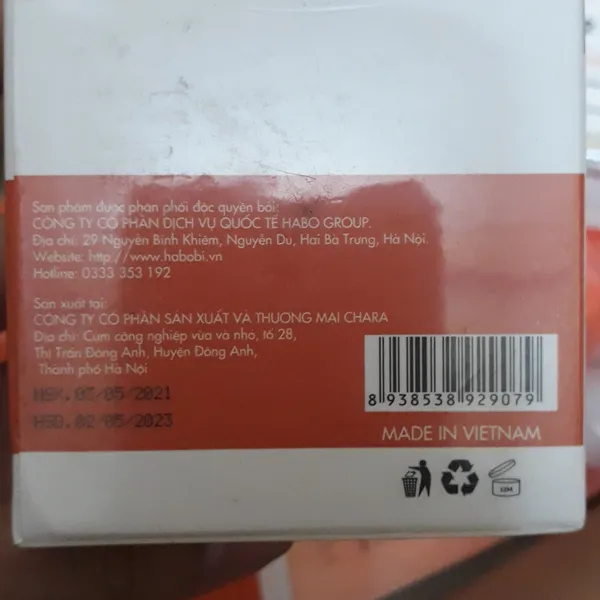 Sản phẩm được phân phối độc quyền bởi:
CÔNG TY CỔ PHẦN DỊCH VỤ QUỐC TẾ HABO GROUP.
Địa chỉ: 29 Nguyễn Bỉnh Khiêm, Nguyễn Du, Hai Bà Trưng, Hà Nội.
Website: http://www.hababi.vn
Hotline: 0333 353 192
Sản xuất tại:
CÔNG TY CỔ PHẦN SẢN XUẤT VÀ THƯƠNG MẠI CHARA
Địa chỉ: Cụm công nghiệp vừa và nhỏ, tổ 28,
Thị Trấn Đông Anh, Huyện Đông Anh,
Thành phố Hà Nội
NSX.03/05/2021
HSD.02/05/2023
8 938538 929079
MADE IN VIETNAM
12M